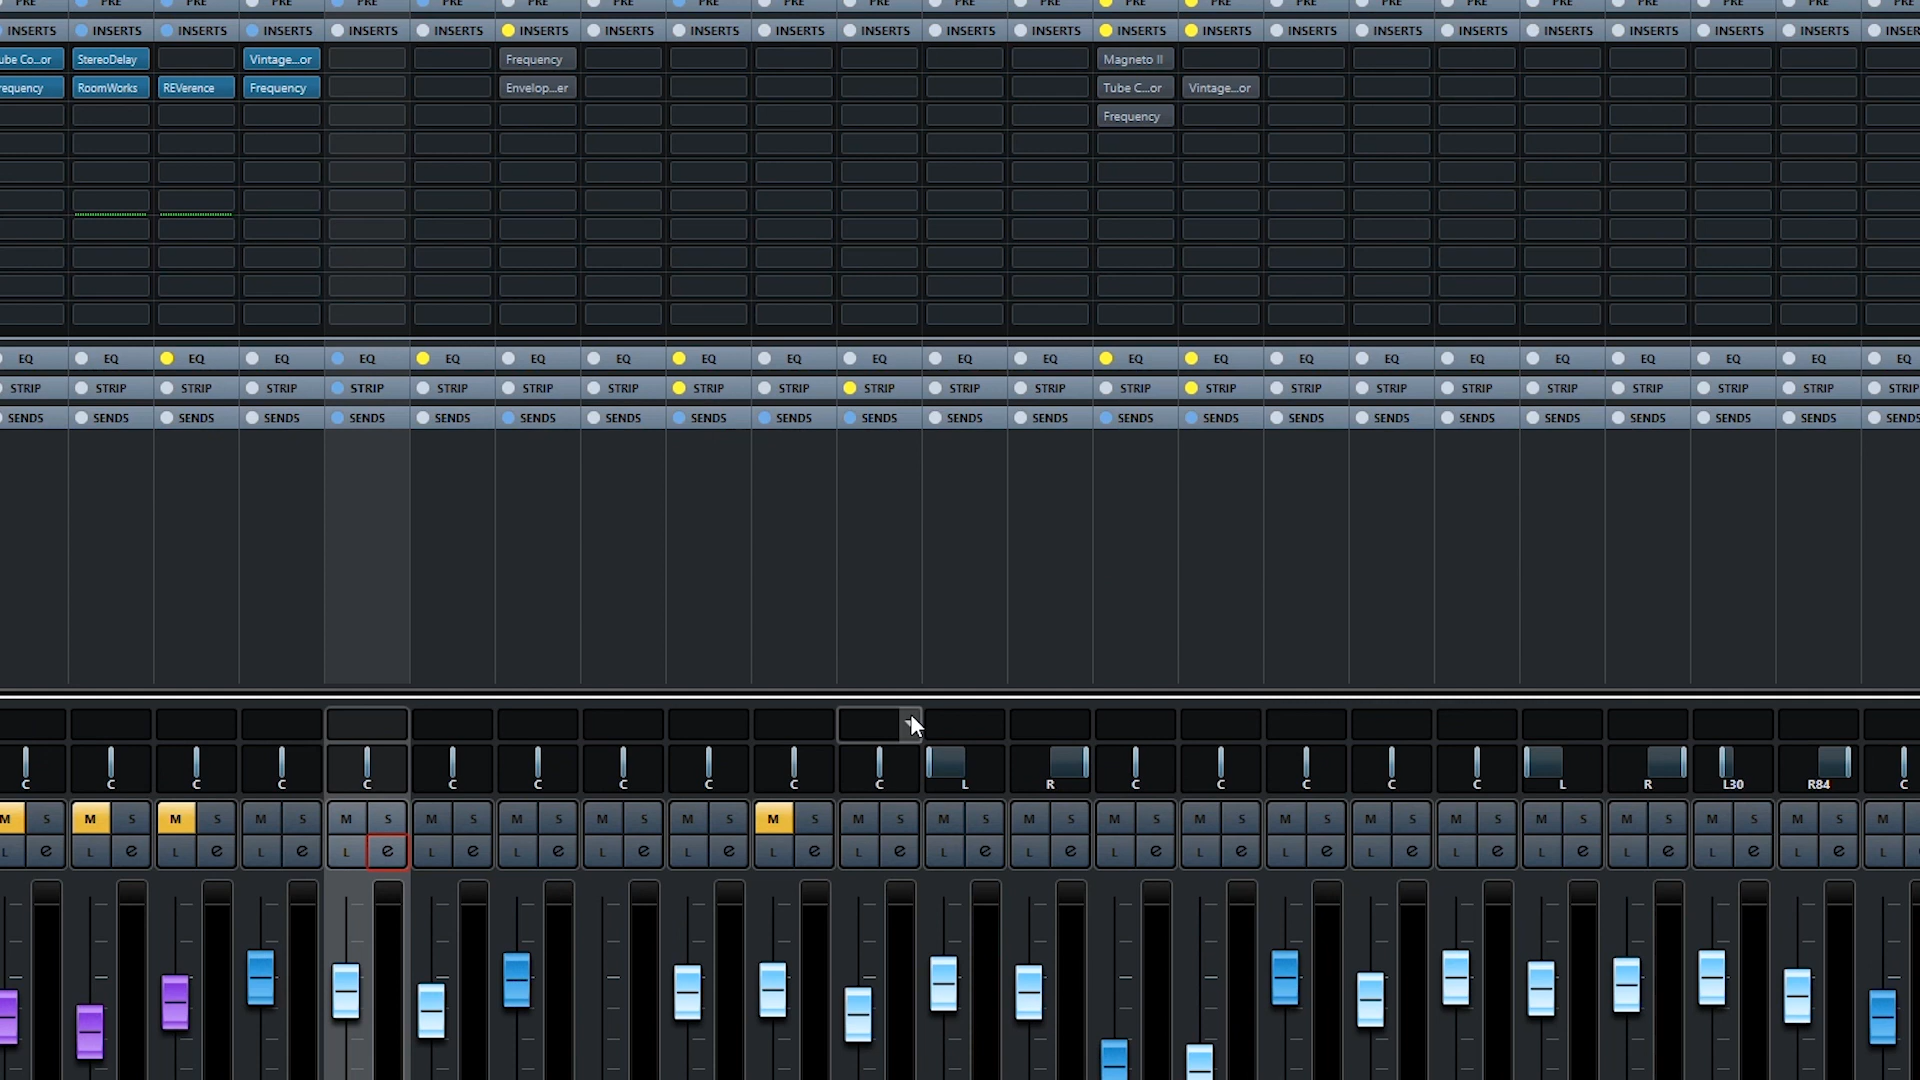 PRE PRE PRE PRE PRE PRE PRE PRE PRE PRE PRE PRE PRE PRE PRE PRE PRE PRE PRE PRE PRE PRE PRE
INSERTS INSERTS INSERTS INSERTS INSERTS INSERTS INSERTS INSERTS INSERTS INSERTS INSERTS INSERTS INSERTS INSERTS INSERTS INSERTS INSERTS INSERTS INSERTS INSERTS INSERTS INSERTS INSER
ube Co...or StereoDelay Vintage...or Frequency Magneto II
requency RoomWorks REVerence Frequency Envelop...er Tube C...or Vintage...or
Frequency
EQ EQ EQ EQ EQ EQ EQ EQ EQ EQ EQ EQ EQ EQ EQ EQ EQ EQ EQ EQ EQ EQ EQ
STRIP STRIP STRIP STRIP STRIP STRIP STRIP STRIP STRIP STRIP STRIP STRIP STRIP STRIP STRIP STRIP STRIP STRIP STRIP STRIP STRIP STRIP STRIP
SENDS SENDS SENDS SENDS SENDS SENDS SENDS SENDS SENDS SENDS SENDS SENDS SENDS SENDS SENDS SENDS SENDS SENDS SENDS SENDS SENDS SENDS SENDS
C C C C C C C C C C C L R C C C C C L R L30 R84 C
M S M S M S M S M S M S M S M S M S M S M S M S M S M S M S M S M S M S M S M S M S M S M
L e L e L e L e L e L e L e L e L e L e L e L e L e L e L e L e L e L e L e L e L e L e L